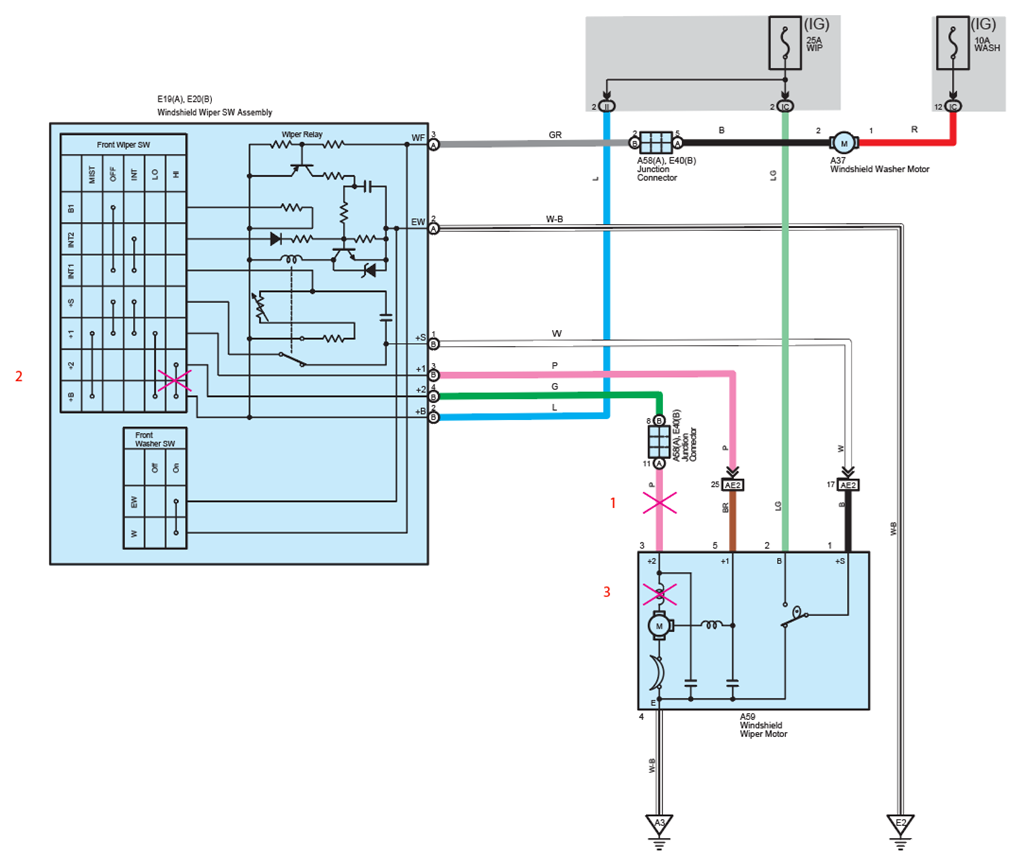 (IG)
25A
WIP
(IG)
10A
WASH
2
II
2
IC
12
IC
E19(A), E20(B)
Windshield Wiper SW Assembly
Front Wiper SW
MIST
OFF
INT
LO
HI
B1
INT2
INT1
+S
+1
+2
+B
Wiper Relay
WF
3
A
GR
2
B
5
A
A58(A), E40(B)
Junction
Connector
B
2
M
1
R
A37
Windshield Washer Motor
L
LG
EW
2
A
W-B
+S
1
B
W
+1
B
P
+2
4
B
G
+B
2
B
L
2
Front
Washer SW
Off
On
EW
W
8
B
A58(A), E40(B)
Junction
Connector
11
A
P
P
W
25
AE2
17
AE2
1
BR
LG
B
W-B
3
5
2
1
+2
+1
B
+S
3
M
E
4
A59
Windshield
Wiper Motor
W-B
A3
E2